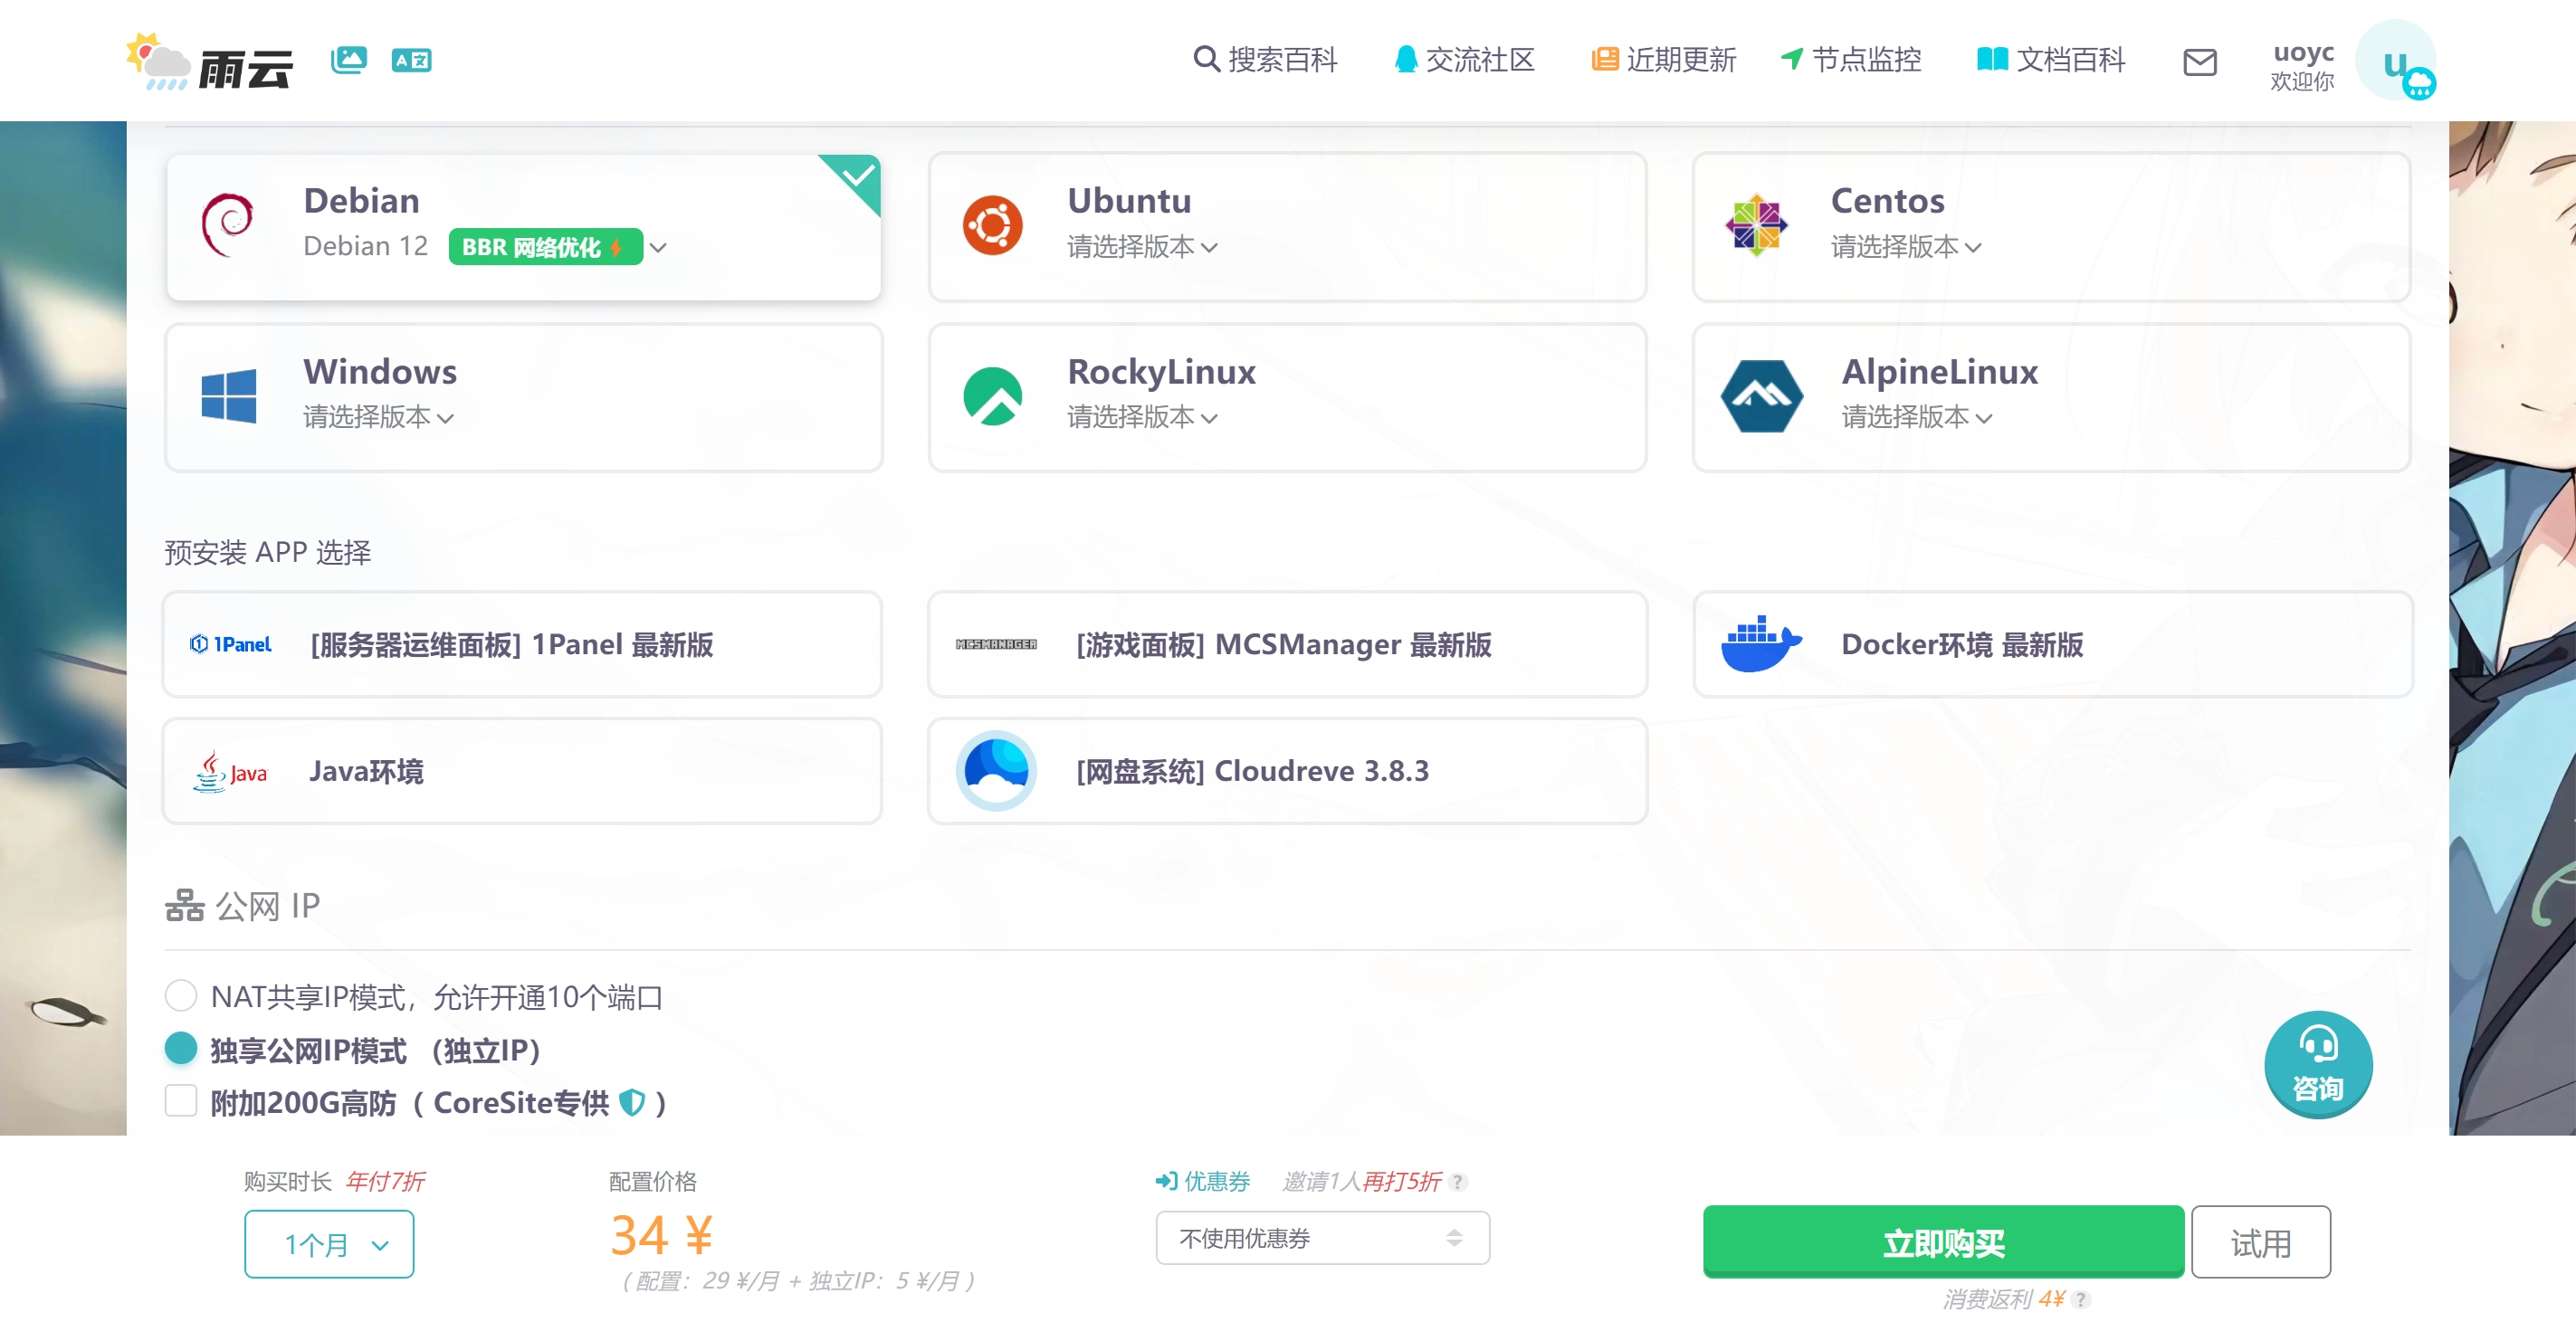 雨云
搜索百科 交流社区 近期更新 节点监控 文档百科 uoyc
欢迎你
u
Debian
Debian 12 BBR 网络优化
Ubuntu
请选择版本
Centos
请选择版本
Windows
请选择版本
RockyLinux
请选择版本
AlpineLinux
请选择版本
预安装 APP 选择
1Panel [服务器运维面板] 1Panel 最新版
MCSMANAGER [游戏面板] MCSManager 最新版
Docker环境 最新版
Java Java环境
[网盘系统] Cloudreve 3.8.3
公网 IP
NAT共享IP模式，允许开通10个端口
独享公网IP模式 （独立IP）
附加200G高防（ CoreSite专供 ）
咨询
购买时长 年付7折
1个月
配置价格
34 ¥
（ 配置：29 ¥/月 + 独立IP：5 ¥/月 ）
优惠券 邀请1人再打5折 ?
不使用优惠券
立即购买
试用
消费返利 4¥ ?